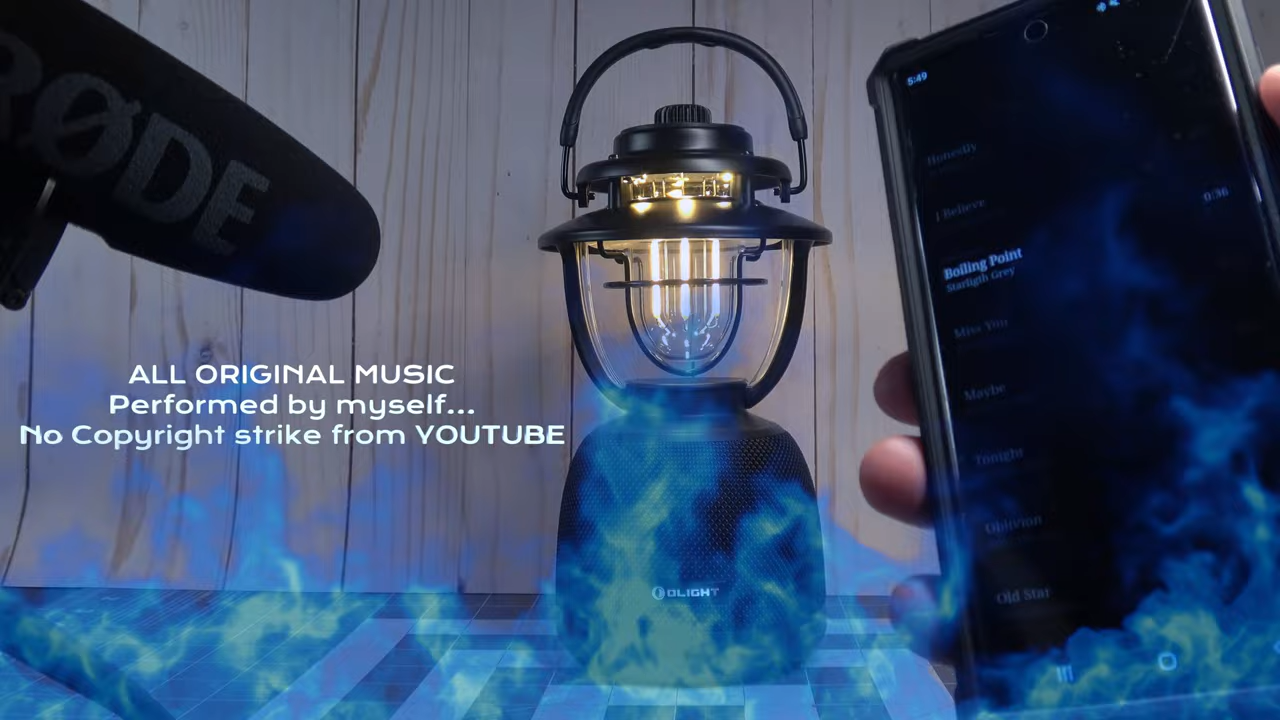 RØDE
ALL ORIGINAL MUSIC
Performed by myself...
No Copyright strike from YOUTUBE
OLIGHT
5:49
Honestly
I Believe
0:36
Boiling Point
Starligth Grey
Miss You
Maybe
Tonight
Oblivion
Old Star